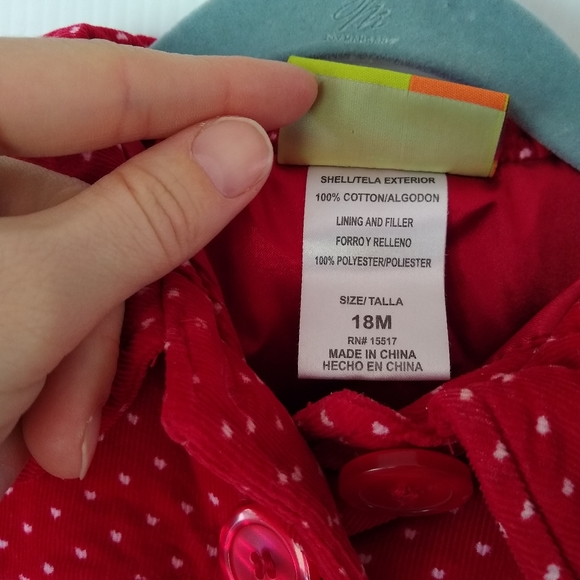 SHELL/TELA EXTERIOR
100% COTTON/ALGODON
LINING AND FILLER
FORRO Y RELLENO
100% POLYESTER/POLIESTER
SIZE/TALLA
18M
RN# 15517
MADE IN CHINA
HECHO EN CHINA